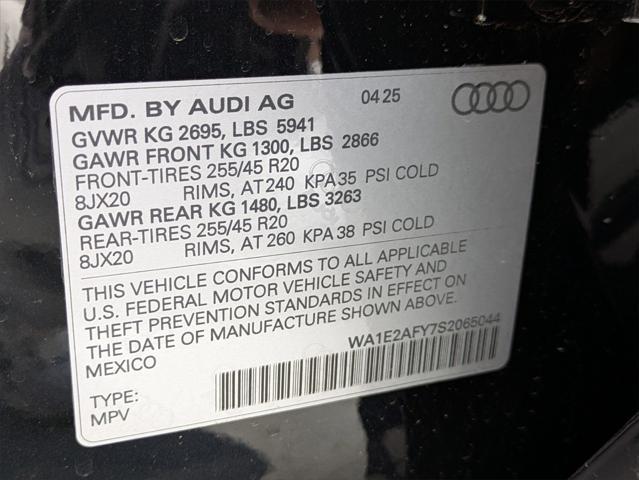 MFD. BY AUDI AG 04 25
GVWR KG 2695, LBS 5941
GAWR FRONT KG 1300, LBS 2866
FRONT-TIRES 255/45 R20
8JX20 RIMS, AT 240 KPA 35 PSI COLD
GAWR REAR KG 1480, LBS 3263
REAR-TIRES 255/45 R20
8JX20 RIMS, AT 260 KPA 38 PSI COLD
THIS VEHICLE CONFORMS TO ALL APPLICABLE
U.S. FEDERAL MOTOR VEHICLE SAFETY AND
THEFT PREVENTION STANDARDS IN EFFECT ON
THE DATE OF MANUFACTURE SHOWN ABOVE.
MEXICO WA1E2AFY7S2065044
TYPE:
MPV